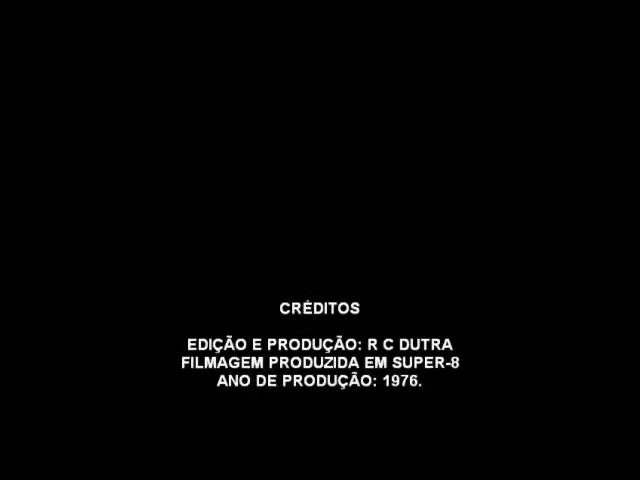 CRÉDITOS
EDIÇÃO E PRODUÇÃO: R C DUTRA
FILMAGEM PRODUZIDA EM SUPER-8
ANO DE PRODUÇÃO: 1976.